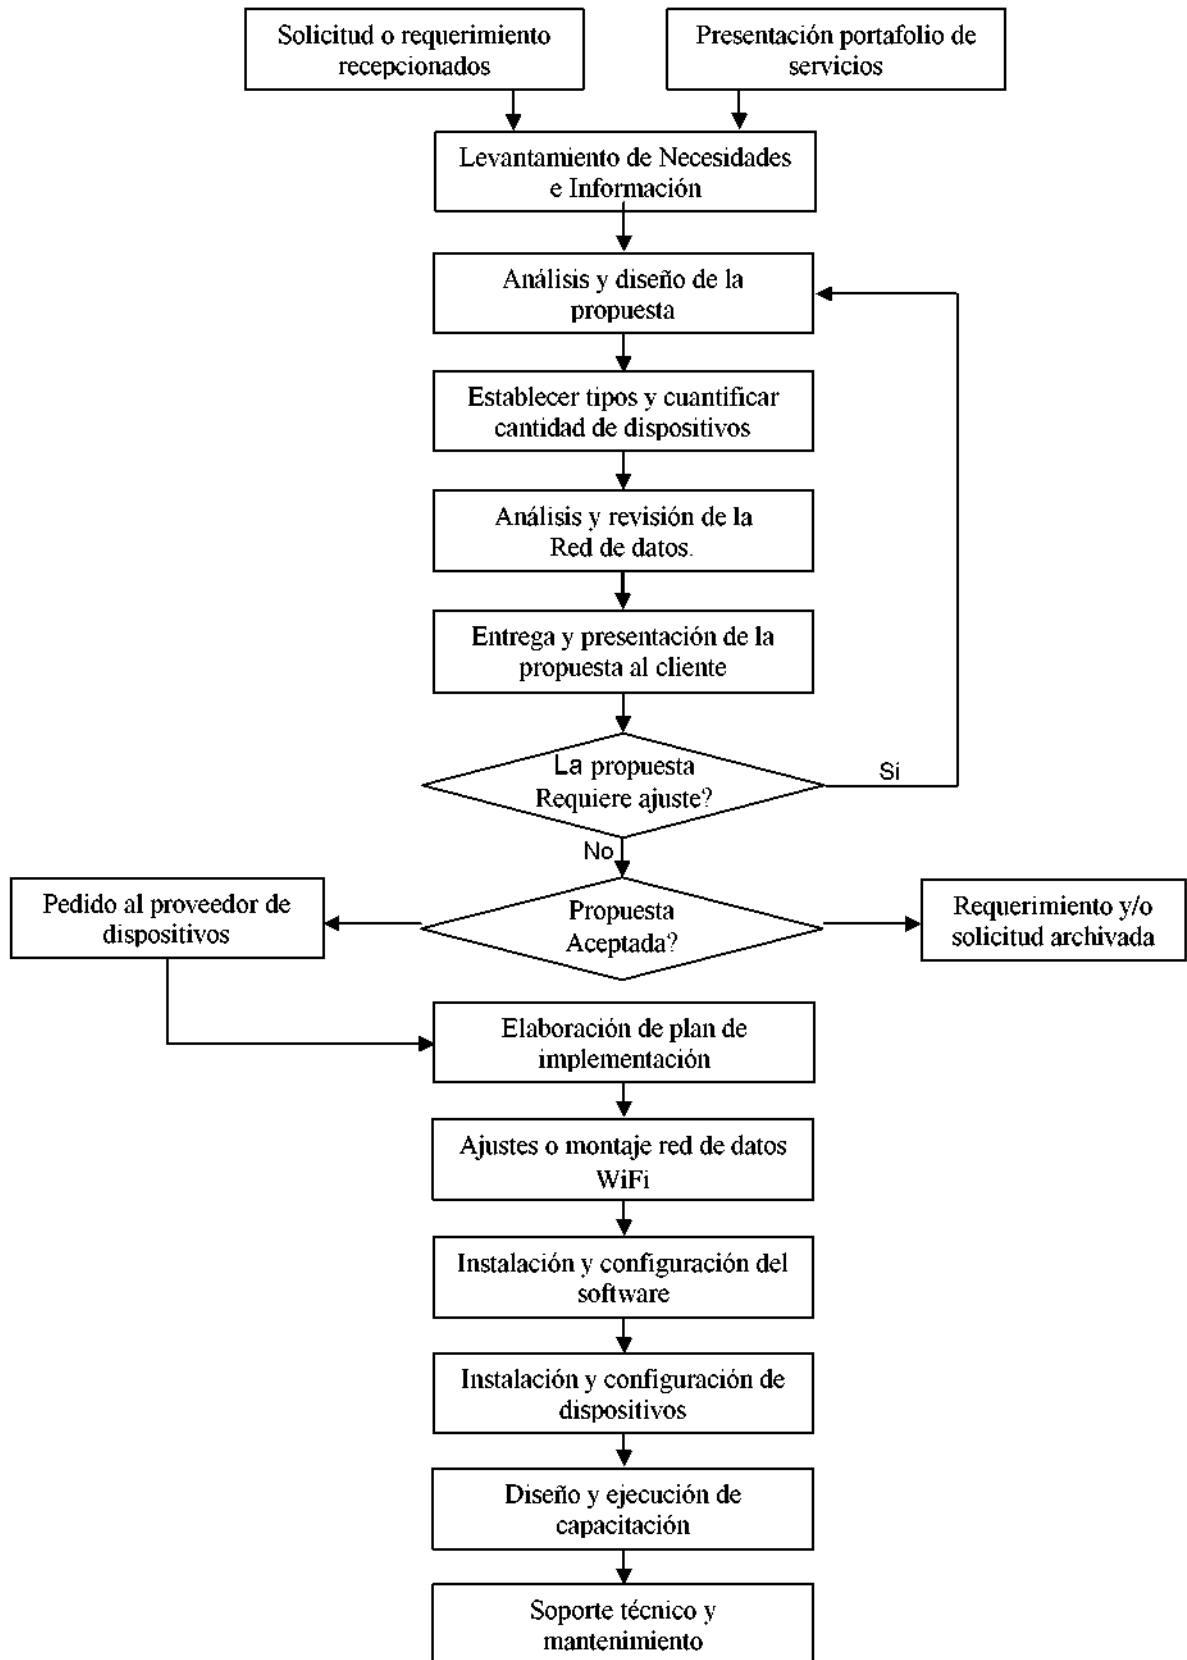 Solicitud o requerimiento
recepcionados
Presentación portafolio de
servicios
Levantamiento de Necesidades
e Información
Análisis y diseño de la
propuesta
Establecer tipos y cuantificar
cantidad de dispositivos
Análisis y revisión de la
Red de datos.
Entrega y presentación de la
propuesta al cliente
La propuesta
Requiere ajuste?
Si
No
Pedido al proveedor de
dispositivos
Propuesta
Aceptada?
Requerimiento y/o
solicitud archivada
Elaboración de plan de
implementación
Ajustes o montaje red de datos
WiFi
Instalación y configuración del
software
Instalación y configuración de
dispositivos
Diseño y ejecución de
capacitación
Soporte técnico y
mantenimiento